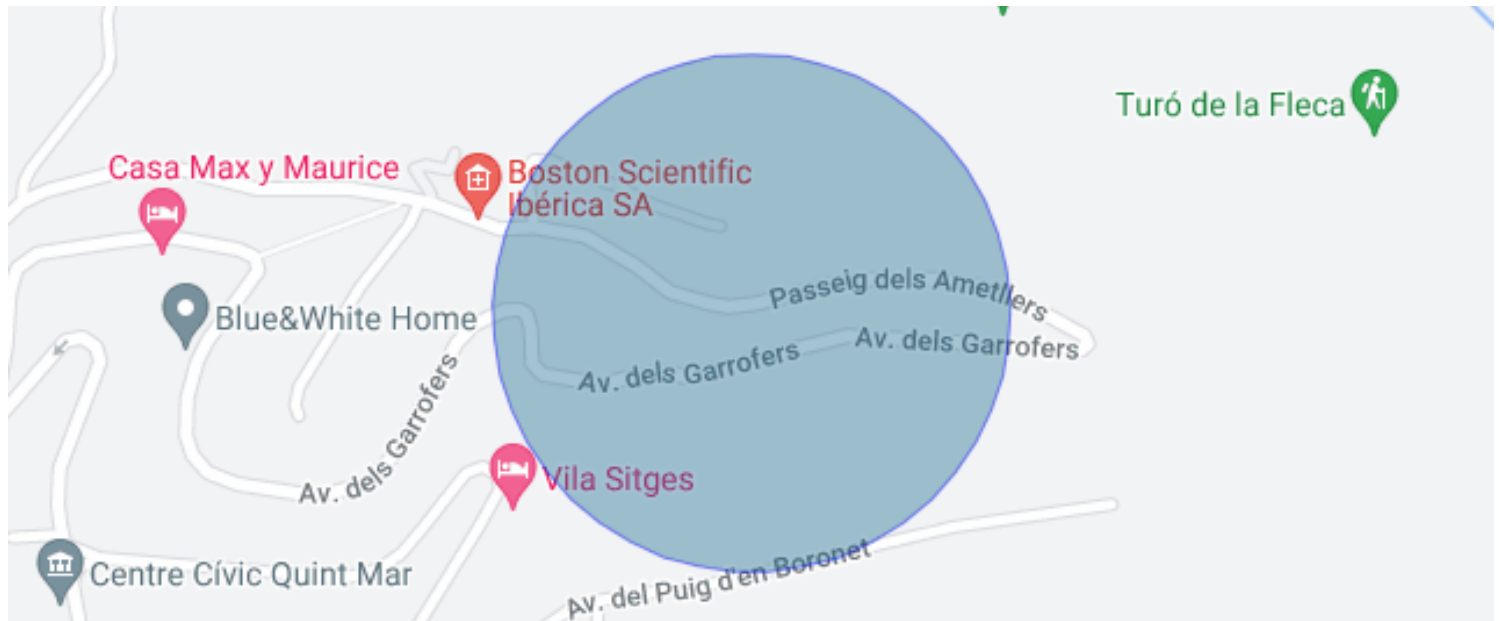 Turó de la Fleca
Casa Max y Maurice
Boston Scientific
Ibérica SA
Passeig dels Ametllers
Blue&White Home
Av. dels Garrofers
Av. dels Garrofers
Av. dels Garrofers
Vila Sitges
Av. del Puig d'en Boronet
Centre Cívic Quint Mar